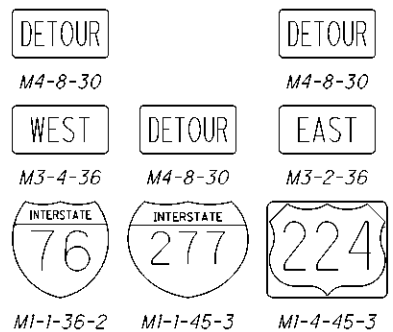 DETOUR DETOUR
M4-8-30 M4-8-30
WEST DETOUR EAST
M3-4-36 M4-8-30 M3-2-36
INTERSTATE INTERSTATE
76 277 224
M1-1-36-2 M1-1-45-3 M1-4-45-3